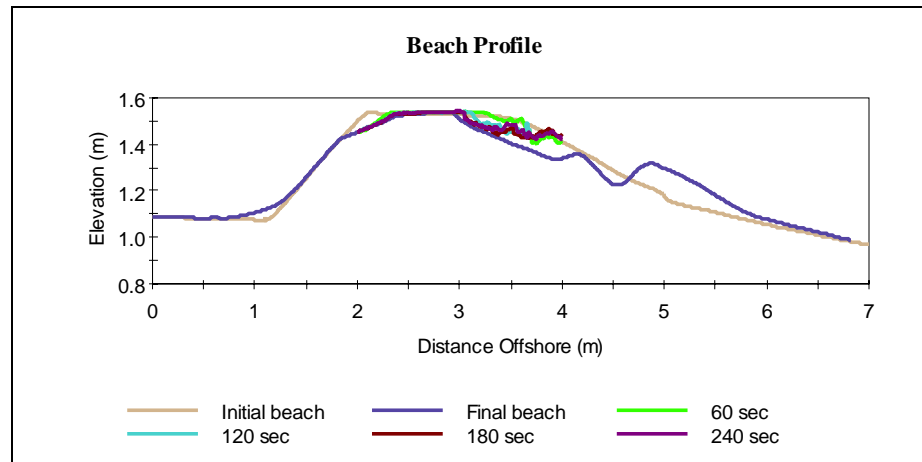 Beach Profile
1.6
1.4
1.2
1.0
0.8
Elevation (m)
0 1 2 3 4 5 6 7
Distance Offshore (m)
Initial beach Final beach 60 sec
120 sec 180 sec 240 sec